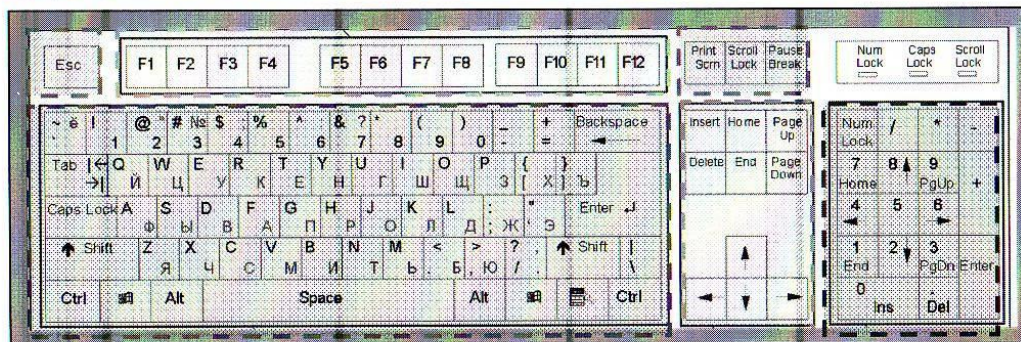 Esc F1 F2 F3 F4 F5 F6 F7 F8 F9 F10 F11 F12 Print Scrn Scroll Lock Pause Break Num Lock Caps Lock Scroll Lock
~ ё ! @ " # № $ % ^ & ? * ( ) _ + Backspace Insert Home Page Up Num Lock / * -
` 1 2 3 4 5 6 7 8 9 0 - =
Tab Q W E R T Y U I O P { } Delete End Page Down 7 Home 8 9 PgUp +
Й Ц У К Е Н Г Ш Щ З [ Х ] Ъ
Caps Lock A S D F G H J K L : " Enter 4 5 6
Ф Ы В А П Р О Л Д ; Ж ' Э
Shift Z X C V B N M < > ? , Shift | 1 End 2 3 PgDn Enter
Я Ч С М И Т Ь . Б , Ю / . \
Ctrl Alt Space Alt Ctrl 0 Ins . Del